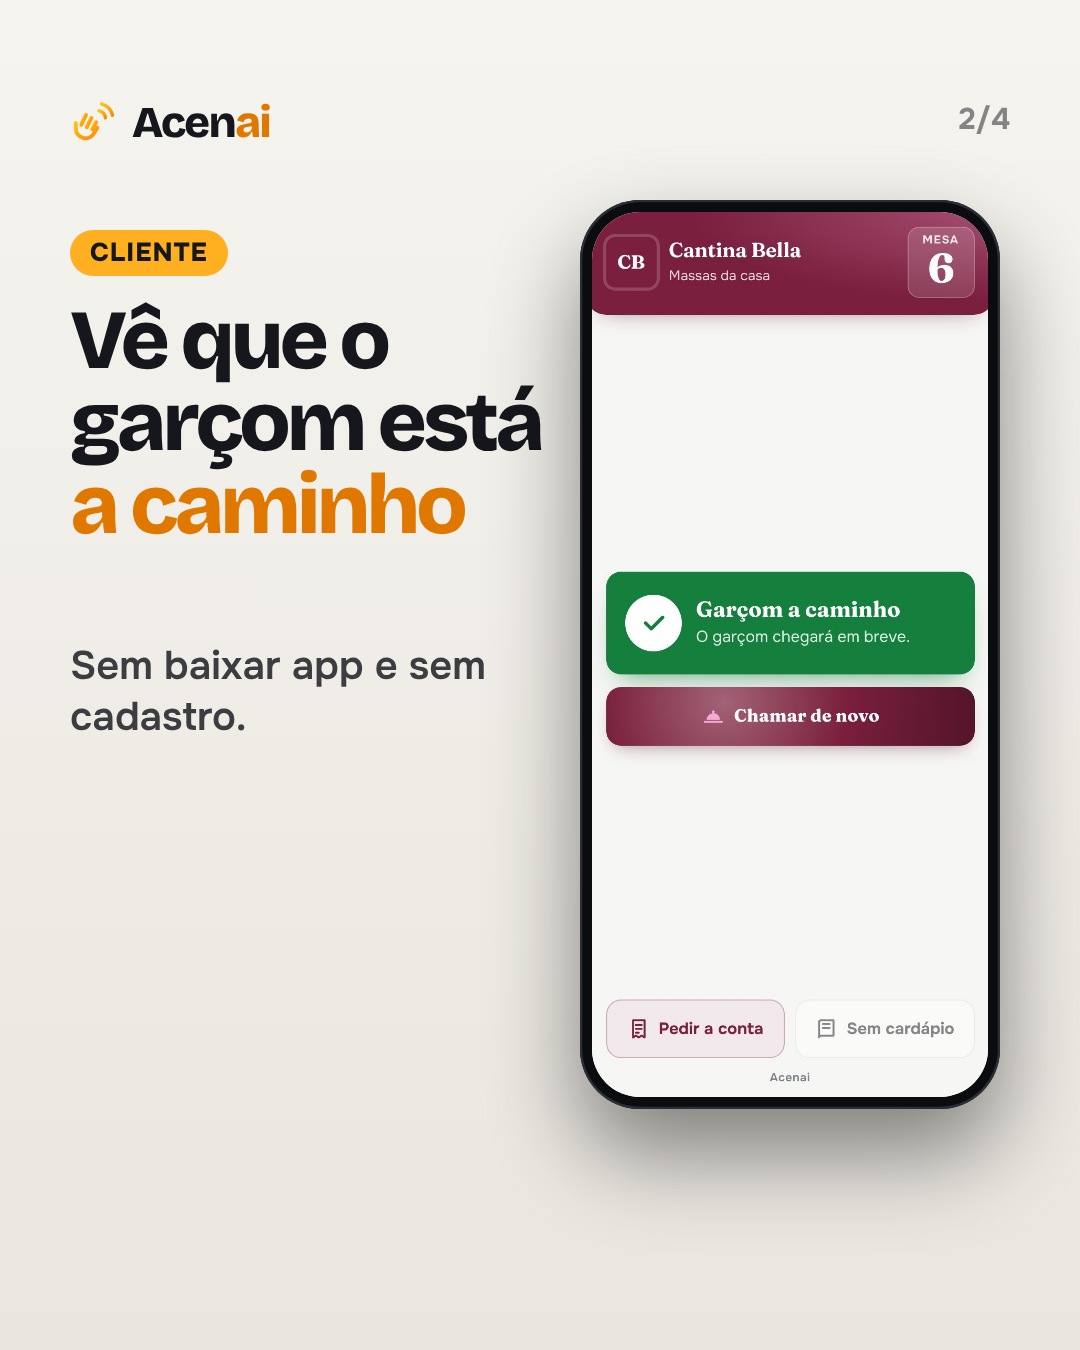 Acenai
2/4
CLIENTE
Vê que o
garçom está
a caminho
Sem baixar app e sem
cadastro.
CB
Cantina Bella
Massas da casa
MESA
6
Garçom a caminho
O garçom chegará em breve.
Chamar de novo
Pedir a conta
Sem cardápio
Acenai